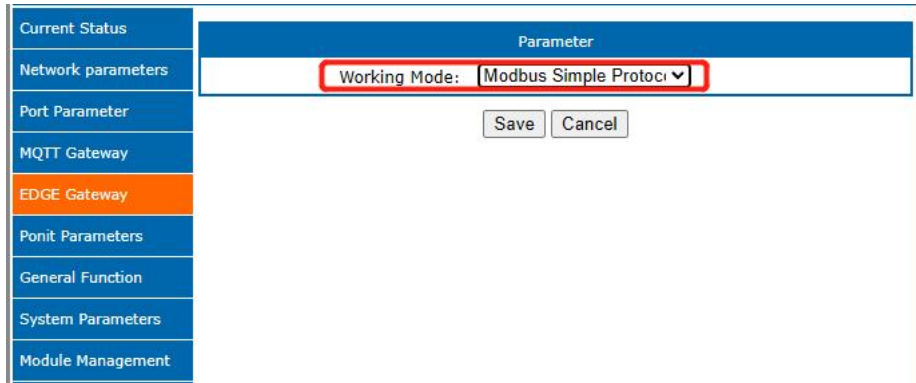 Current Status
Network parameters
Port Parameter
MQTT Gateway
EDGE Gateway
Ponit Parameters
General Function
System Parameters
Module Management
Parameter
Working Mode: Modbus Simple Protoc
Save Cancel